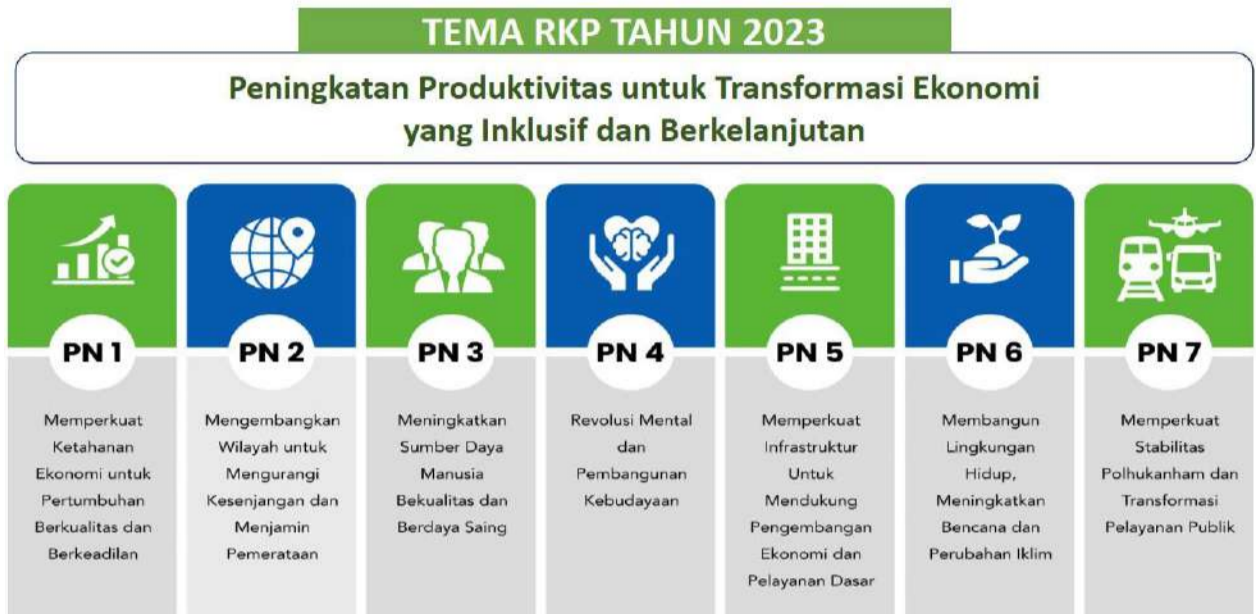 TEMA RKP TAHUN 2023
Peningkatan Produktivitas untuk Transformasi Ekonomi
yang Inklusif dan Berkelanjutan
PN 1
Memperkuat
Ketahanan
Ekonomi untuk
Pertumbuhan
Berkualitas dan
Berkeadilan
PN 2
Mengembangkan
Wilayah untuk
Mengurangi
Kesenjangan dan
Menjamin
Pemerataan
PN 3
Meningkatkan
Sumber Daya
Manusia
Bekualitas dan
Berdaya Saing
PN 4
Revolusi Mental
dan
Pembangunan
Kebudayaan
PN 5
Memperkuat
Infrastruktur
Untuk
Mendukung
Pengembangan
Ekonomi dan
Pelayanan Dasar
PN 6
Membangun
Lingkungan
Hidup,
Meningkatkan
Bencana dan
Perubahan Iklim
PN 7
Memperkuat
Stabilitas
Polhukanham dan
Transformasi
Pelayanan Publik